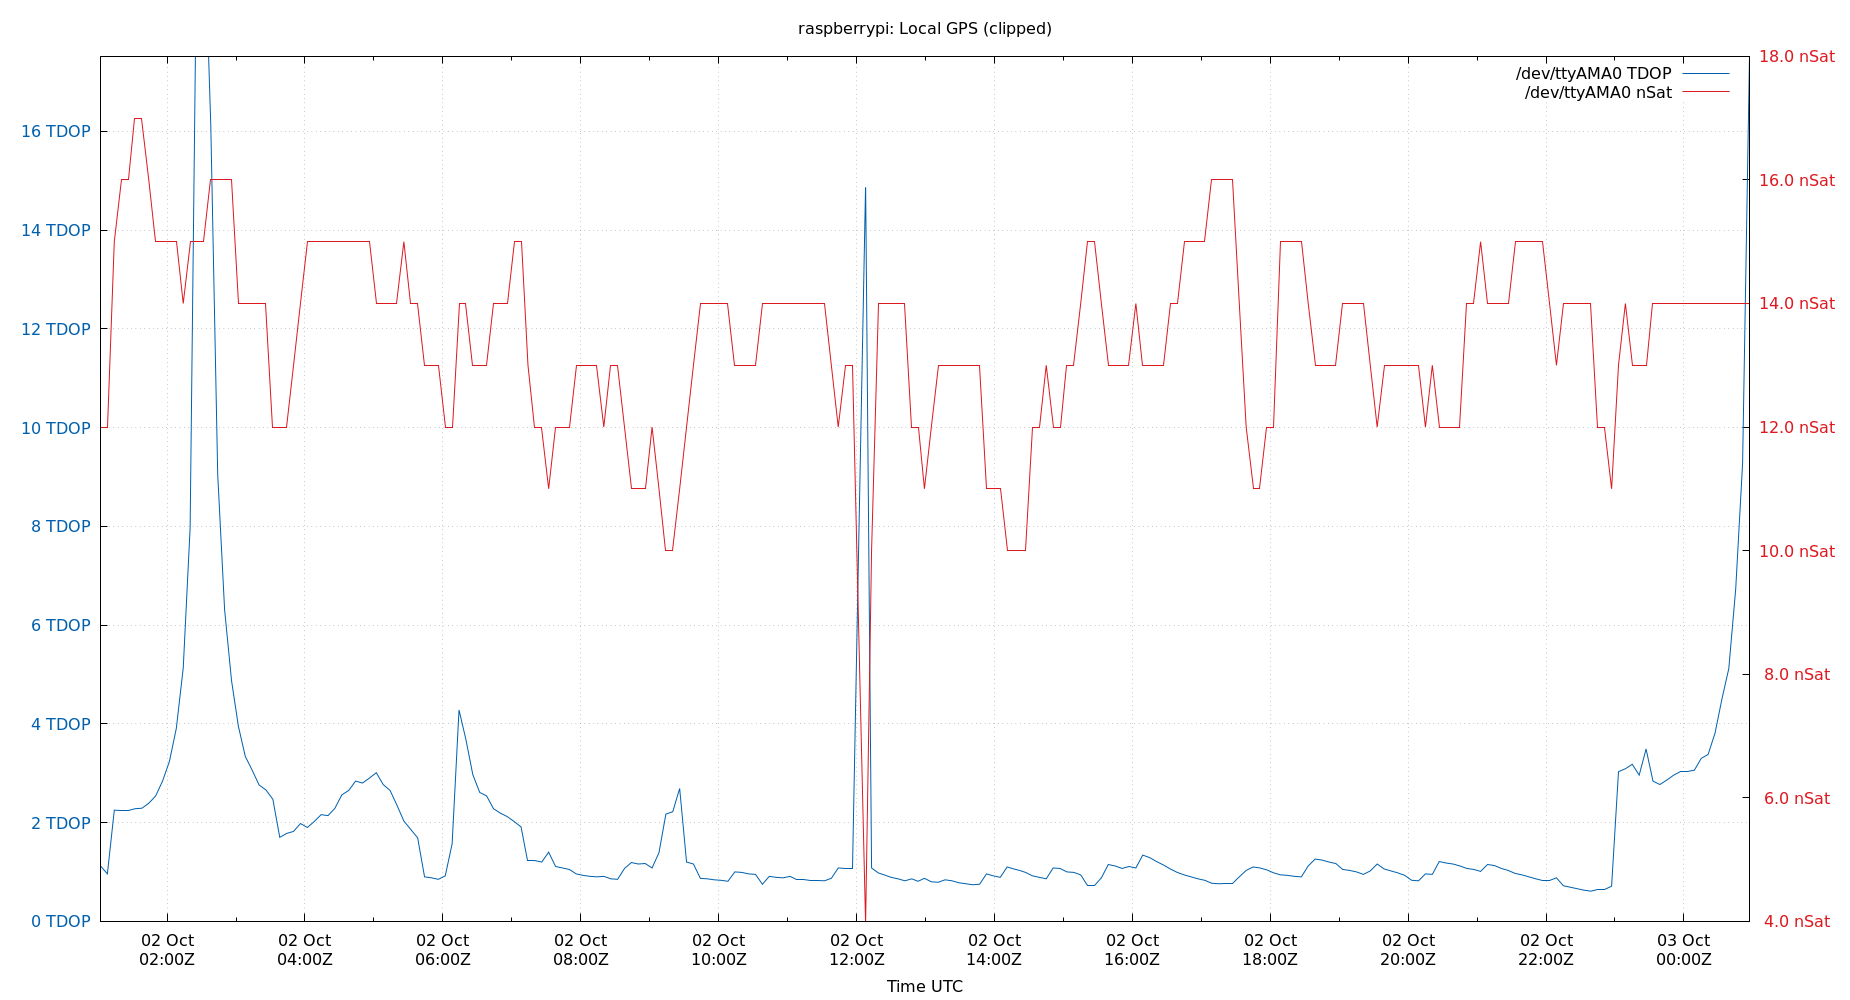 raspberrypi: Local GPS (clipped)
18.0 nSat
/dev/ttyAMA0 TDOP
/dev/ttyAMA0 nSat
16 TDOP
16.0 nSat
14 TDOP
14.0 nSat
12 TDOP
12.0 nSat
10 TDOP
10.0 nSat
8 TDOP
8.0 nSat
6 TDOP
6.0 nSat
4 TDOP
2 TDOP
0 TDOP
4.0 nSat
02 Oct 02 Oct 02 Oct 02 Oct 02 Oct 02 Oct 02 Oct 02 Oct 02 Oct 02 Oct 02 Oct 03 Oct
02:00Z 04:00Z 06:00Z 08:00Z 10:00Z 12:00Z 14:00Z 16:00Z 18:00Z 20:00Z 22:00Z 00:00Z
Time UTC